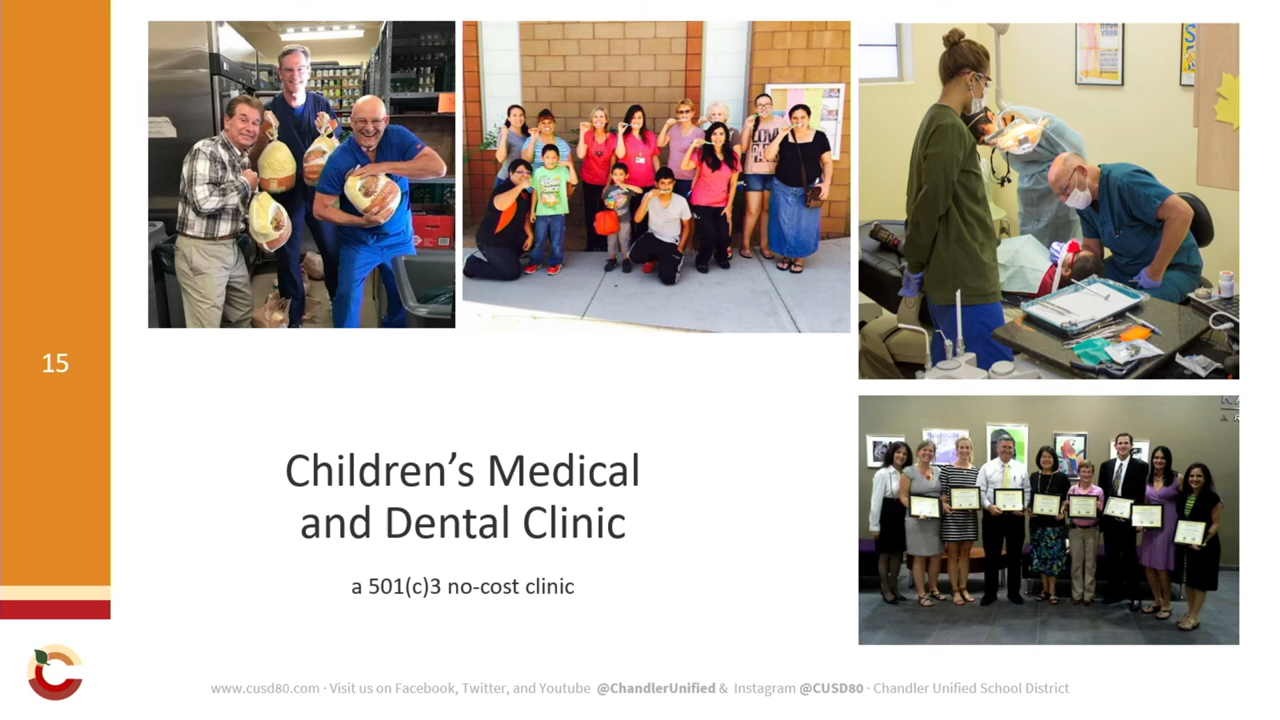 15
LOVE
Children’s Medical
and Dental Clinic
a 501(c)3 no-cost clinic
www.cusd80.com · Visit us on Facebook, Twitter, and Youtube @ChandlerUnified & Instagram @CUSD80 · Chandler Unified School District